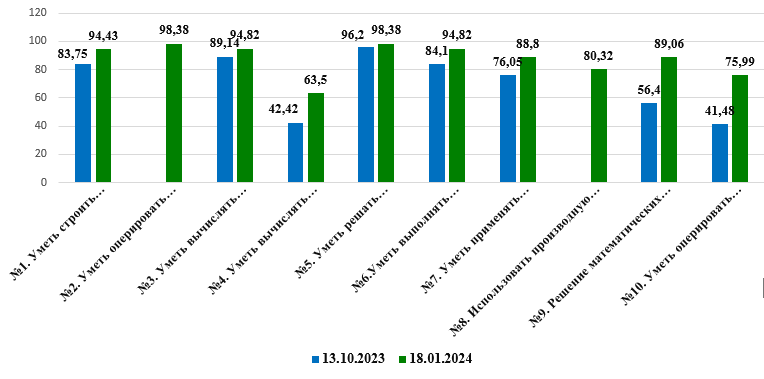 120
100
80
60
40
20
0
83,75
94,43
98,38
89,14
94,82
42,42
63,5
96,2
98,38
84,1
94,82
76,05
88,8
80,32
56,4
89,06
41,48
75,99
№1. Уметь строить…
№2. Уметь оперировать…
№3. Уметь вычислять…
№4. Уметь вычислять…
№5. Уметь решать…
№6.Уметь выполнять…
№7. Уметь применять…
№8. Использовать производную…
№9. Решение математических…
№10. Уметь оперировать…
13.10.2023 18.01.2024